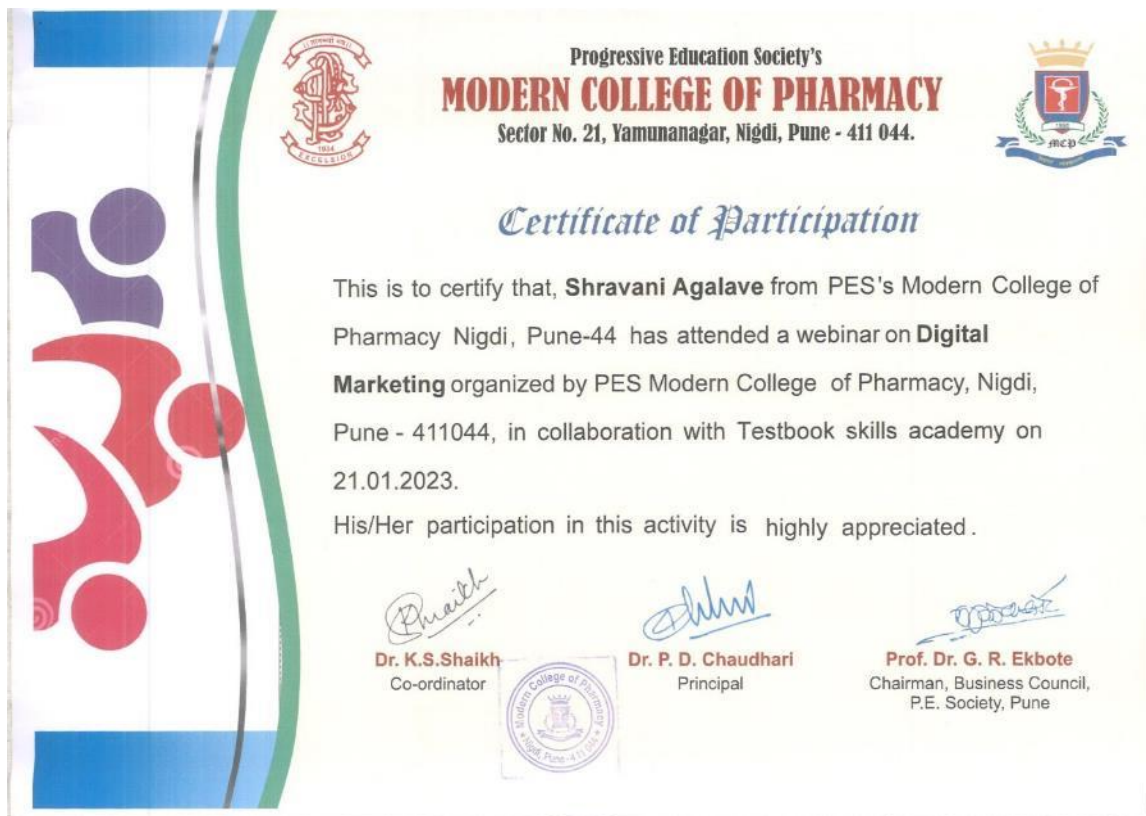 Progressive Education Society's
MODERN COLLEGE OF PHARMACY
Sector No. 21, Yamunanagar, Nigdi, Pune - 411 044.
1934
EXCELSIOR
1999
MCP
Certificate of Participation
This is to certify that, Shravani Agalave from PES's Modern College of
Pharmacy Nigdi, Pune-44 has attended a webinar on Digital
Marketing organized by PES Modern College of Pharmacy, Nigdi,
Pune - 411044, in collaboration with Testbook skills academy on
21.01.2023.
His/Her participation in this activity is highly appreciated.
Dr. K.S.Shaikh
Co-ordinator
Dr. P. D. Chaudhari
Principal
Prof. Dr. G. R. Ekbote
Chairman, Business Council,
P.E. Society, Pune
Modern College of Pharmacy
Nigdi, Pune-411 044